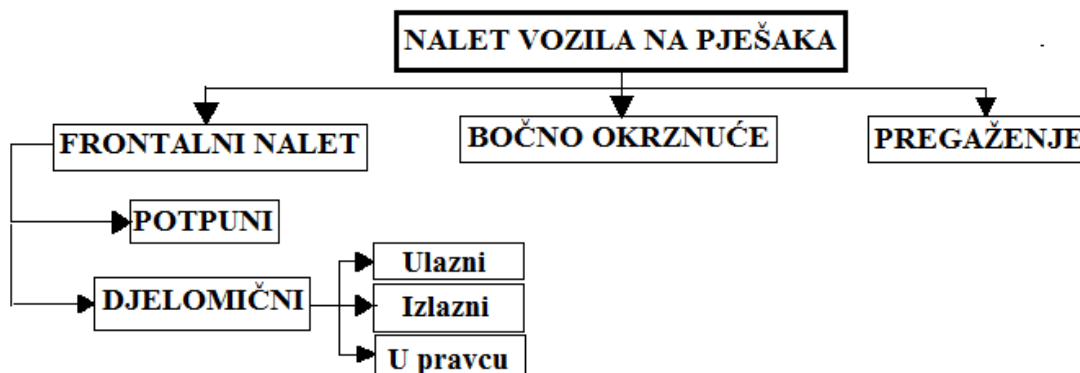 NALET VOZILA NA PJEŠAKA
FRONTALNI NALET
BOČNO OKRZNUĆE
PREGAŽENJE
POTPUNI
DJELOMIČNI
Ulazni
Izlazni
U pravcu